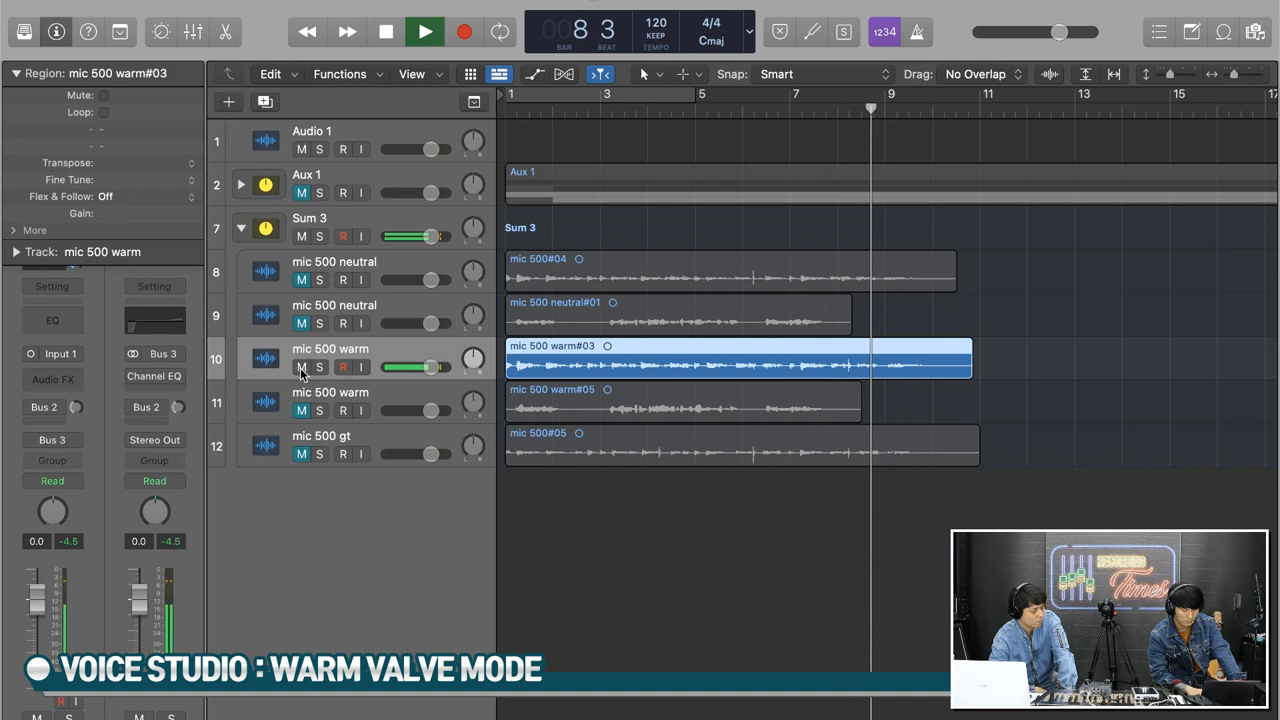 8 3
BAR BEAT
120
KEEP
TEMPO
4/4
Cmaj
S
1234
Region: mic 500 warm#03
Mute:
Loop:
Transpose:
Fine Tune:
Flex & Follow: Off
Gain:
More
Track: mic 500 warm
Edit
Functions
View
Snap: Smart
Drag: No Overlap
1 3 5 7 9 11 13 15 17
1
Audio 1
M S R I
2
Aux 1
M S R I
Aux 1
7
Sum 3
M S R I
Sum 3
8
mic 500 neutral
M S R I
mic 500#04
9
mic 500 neutral
M S R I
mic 500 neutral#01
10
mic 500 warm
M S R I
mic 500 warm#03
11
mic 500 warm
M S R I
mic 500 warm#05
12
mic 500 gt
M S R I
mic 500#05
Setting Setting
EQ
Input 1 Bus 3
Audio FX Channel EQ
Bus 2 Bus 2
Bus 3 Stereo Out
Group Group
Read Read
0.0 -4.5 0.0 -4.5
R I
M S M S
VOICE STUDIO : WARM VALVE MODE
Times